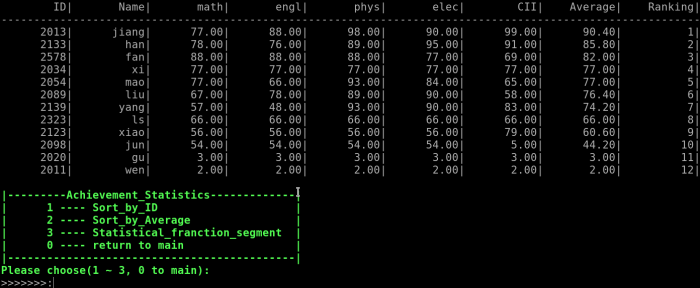 ID| Name| math| engl| phys| elec| CII| Average| Ranking|
2013| jiang| 77.00| 88.00| 98.00| 90.00| 99.00| 90.40| 1|
2133| han| 78.00| 76.00| 89.00| 95.00| 91.00| 85.80| 2|
2578| fan| 88.00| 88.00| 88.00| 77.00| 69.00| 82.00| 3|
2034| xi| 77.00| 77.00| 77.00| 77.00| 77.00| 77.00| 4|
2054| mao| 77.00| 66.00| 93.00| 84.00| 65.00| 77.00| 5|
2089| liu| 67.00| 78.00| 89.00| 90.00| 58.00| 76.40| 6|
2139| yang| 57.00| 48.00| 93.00| 90.00| 83.00| 74.20| 7|
2323| ls| 66.00| 66.00| 66.00| 66.00| 66.00| 66.00| 8|
2123| xiao| 56.00| 56.00| 56.00| 56.00| 79.00| 60.60| 9|
2098| jun| 54.00| 54.00| 54.00| 54.00| 5.00| 44.20| 10|
2020| gu| 3.00| 3.00| 3.00| 3.00| 3.00| 3.00| 11|
2011| wen| 2.00| 2.00| 2.00| 2.00| 2.00| 2.00| 12|
|---------Achievement_Statistics-------------|
| 1 ---- Sort_by_ID |
| 2 ---- Sort_by_Average |
| 3 ---- Statistical_franction_segment |
| 0 ---- return to main |
|--------------------------------------------|
Please choose(1 ~ 3, 0 to main):
>>>>>>>: